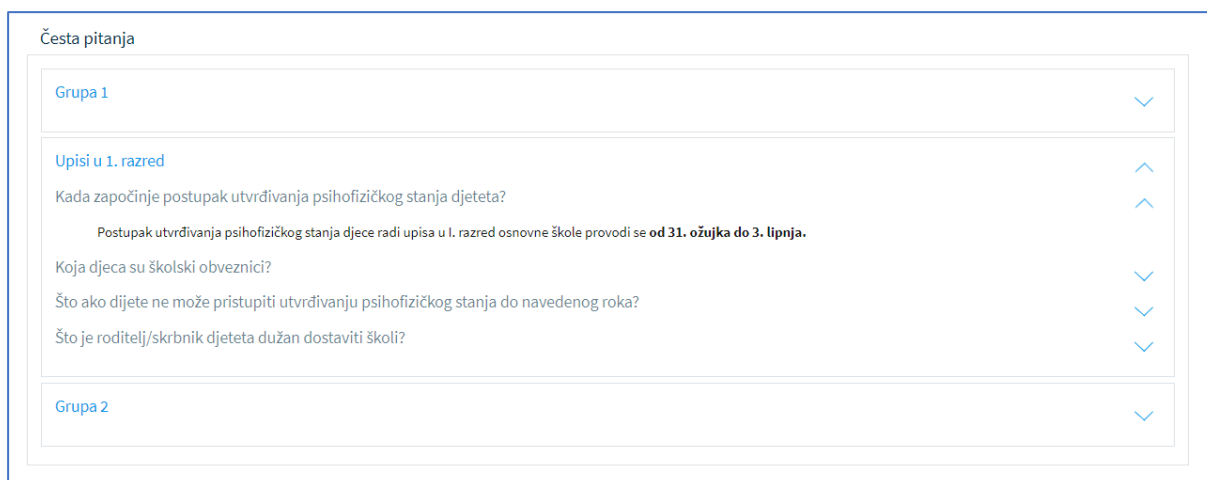 Česta pitanja
Grupa 1
Upisi u 1. razred
Kada započinje postupak utvrđivanja psihofizičkog stanja djeteta?
Postupak utvrđivanja psihofizičkog stanja djece radi upisa u I. razred osnovne škole provodi se od 31. ožujka do 3. lipnja.
Koja djeca su školski obveznici?
Što ako dijete ne može pristupiti utvrđivanju psihofizičkog stanja do navedenog roka?
Što je roditelj/skrbnik djeteta dužan dostaviti školi?
Grupa 2